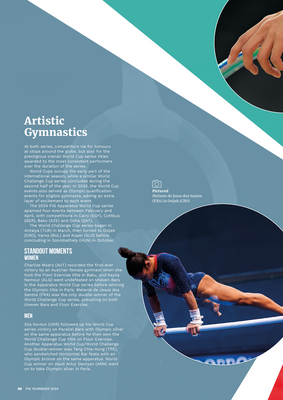 Artistic
Gymnastics
At both series, competitors vie for honours
at stops around the globe, but also for the
prestigious overall World Cup series titles
awarded to the most consistent performers
over the duration of the series.
World Cups occupy the early part of the
international season, while a similar World
Challenge Cup series concludes during the
second half of the year. In 2024, the World Cup
events also served as Olympic qualification
events for eligible gymnasts, adding an extra
layer of excitement to each event.
The 2024 FIG Apparatus World Cup series
spanned four events between February and
April, with competitions in Cairo (EGY), Cottbus
(GER), Baku (AZE) and Doha (QAT).
The World Challenge Cup series began in
Antalya (TUR) in March, then turned to Osijek
(CRO), Varna (BUL) and Koper (SLO) before
concluding in Szombathely (HUN) in October.
STANDOUT MOMENTS
WOMEN
Charlize Moerz (AUT) recorded the first-ever
victory by an Austrian female gymnast when she
took the Floor Exercise title in Baku, and Kaylia
Nemour (ALG) went undefeated on Uneven Bars
in the Apparatus World Cup series before winning
the Olympic title in Paris. Melanie de Jesus dos
Santos (FRA) was the only double-winner of the
World Challenge Cup series, prevailing on both
Uneven Bars and Floor Exercise.
MEN
Illia Kovtun (UKR) followed up his World Cup
series victory on Parallel Bars with Olympic silver
on the same apparatus before he then won the
World Challenge Cup title on Floor Exercise.
Another Apparatus World Cup/World Challenge
Cup double-winner was Tang Chia-Hung (TPE),
who sandwiched Horizontal Bar feats with an
Olympic bronze on the same apparatus. World
Cup winner on Vault Artur Davtyan (ARM) went
on to take Olympic silver in Paris.
Pictured
Melanie de Jesus dos Santos
(FRA) in Osijek (CRO)
FIG YEARBOOK 2024